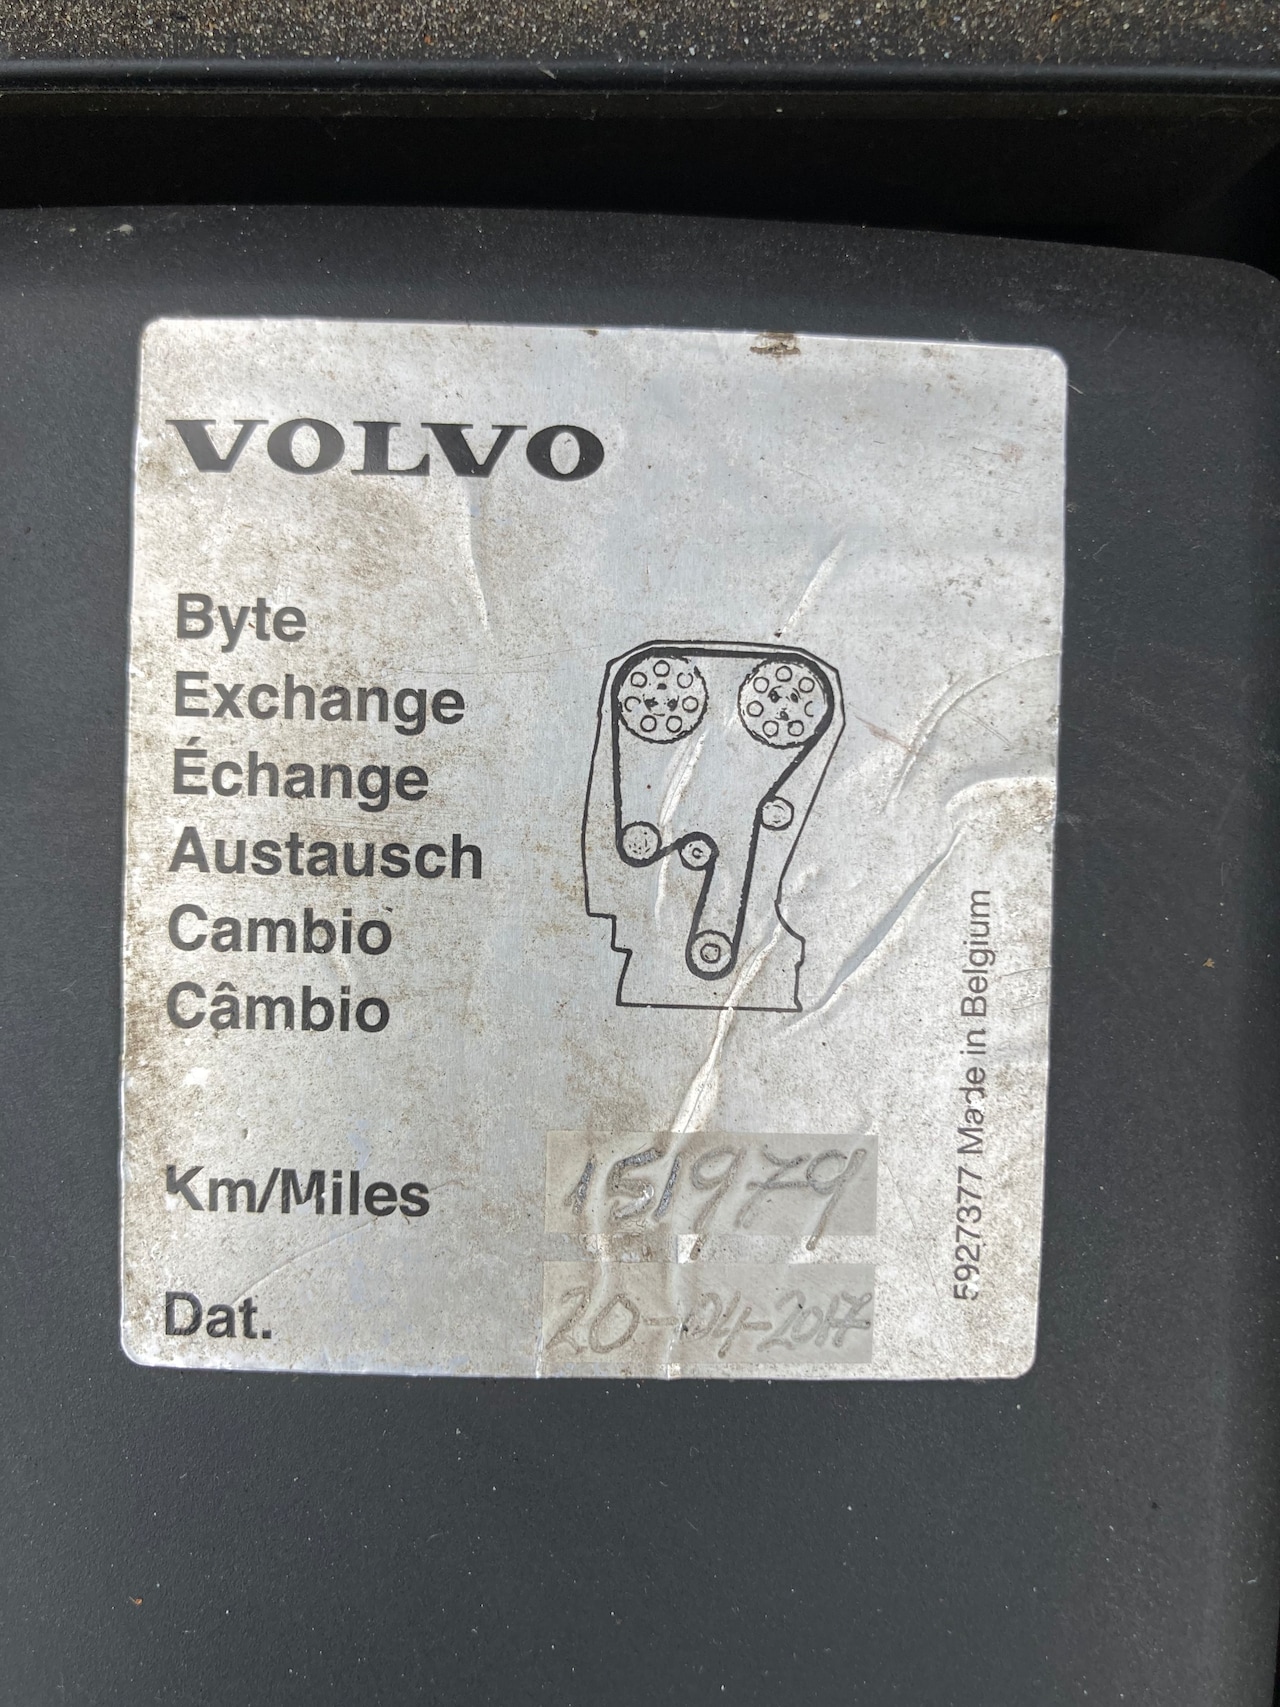 VOLVO
Byte
Exchange
Échange
Austausch
Cambio
Câmbio
Km/Miles 151979
Dat. 20-04-2017
5927377 Made in Belgium